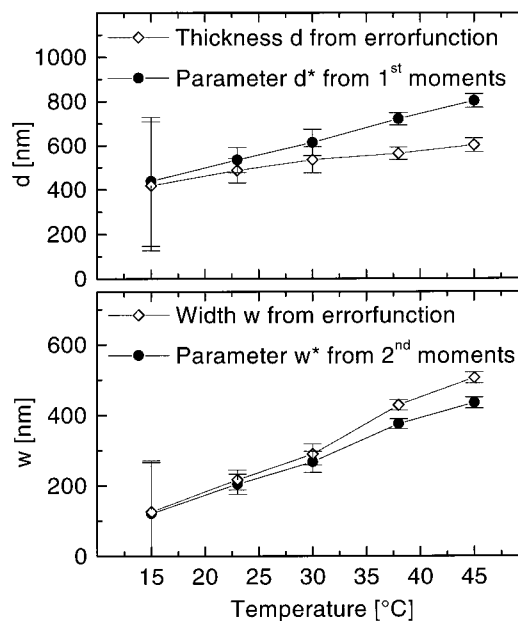 Thickness d from errorfunction
Parameter d* from 1st moments
d [nm]
1000
800
600
400
200
0
Width w from errorfunction
Parameter w* from 2nd moments
w [nm]
600
400
200
0
15 20 25 30 35 40 45
Temperature [°C]